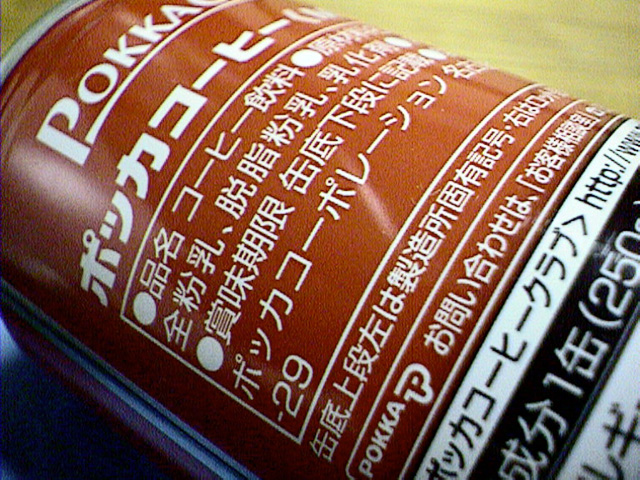 POKKA
ポッカコーヒー
●品名 コーヒー飲料 ●原材料
全粉乳、脱脂粉乳、乳化剤
●賞味期限 缶底下段に記載
ポッカコーポレーション
-29
缶底上段左は製造所固有記号・右は
POKKA お問い合わせは、「お客様相談
ポッカコーヒークラブ> http://ww
成分 1缶(250g)